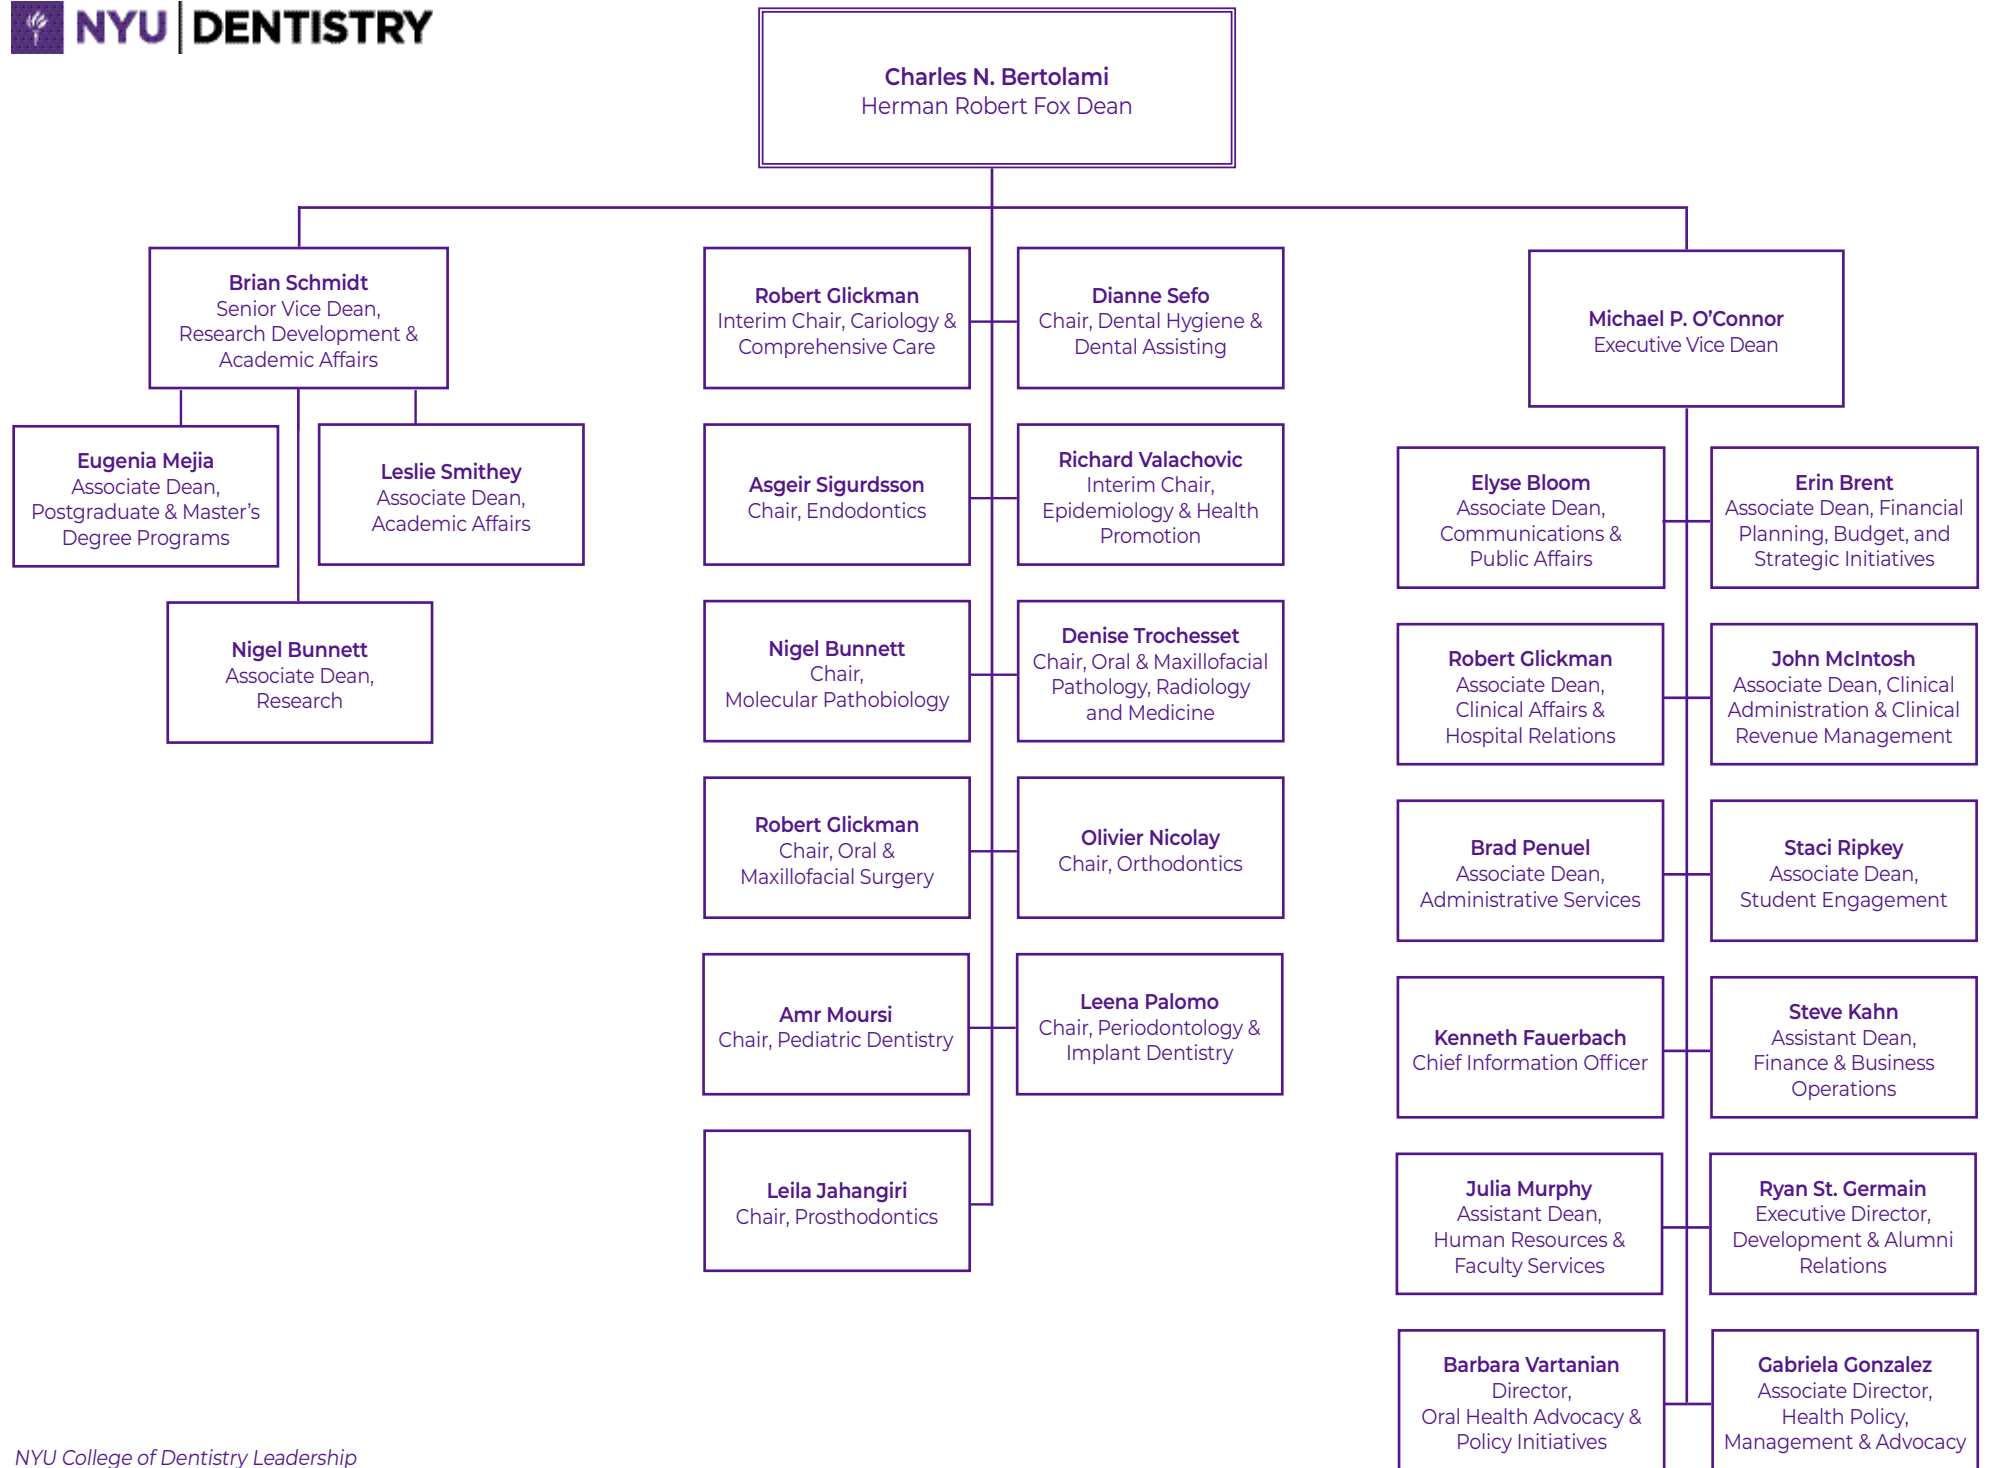 NYU | DENTISTRY
Charles N. Bertolami
Herman Robert Fox Dean
Brian Schmidt
Senior Vice Dean,
Research Development &
Academic Affairs
Eugenia Mejia
Associate Dean,
Postgraduate & Master’s
Degree Programs
Leslie Smithey
Associate Dean,
Academic Affairs
Nigel Bunnett
Associate Dean,
Research
Robert Glickman
Interim Chair, Cariology &
Comprehensive Care
Dianne Sefo
Chair, Dental Hygiene &
Dental Assisting
Asgeir Sigurdsson
Chair, Endodontics
Richard Valachovic
Interim Chair,
Epidemiology & Health
Promotion
Nigel Bunnett
Chair,
Molecular Pathobiology
Denise Trochesset
Chair, Oral & Maxillofacial
Pathology, Radiology
and Medicine
Robert Glickman
Chair, Oral &
Maxillofacial Surgery
Olivier Nicolay
Chair, Orthodontics
Amr Moursi
Chair, Pediatric Dentistry
Leena Palomo
Chair, Periodontology &
Implant Dentistry
Leila Jahangiri
Chair, Prosthodontics
Michael P. O’Connor
Executive Vice Dean
Elyse Bloom
Associate Dean,
Communications &
Public Affairs
Erin Brent
Associate Dean, Financial
Planning, Budget, and
Strategic Initiatives
Robert Glickman
Associate Dean,
Clinical Affairs &
Hospital Relations
John McIntosh
Associate Dean, Clinical
Administration & Clinical
Revenue Management
Brad Penuel
Associate Dean,
Administrative Services
Staci Ripkey
Associate Dean,
Student Engagement
Kenneth Fauerbach
Chief Information Officer
Steve Kahn
Assistant Dean,
Finance & Business
Operations
Julia Murphy
Assistant Dean,
Human Resources &
Faculty Services
Ryan St. Germain
Executive Director,
Development & Alumni
Relations
Barbara Vartanian
Director,
Oral Health Advocacy &
Policy Initiatives
Gabriela Gonzalez
Associate Director,
Health Policy,
Management & Advocacy
NYU College of Dentistry Leadership